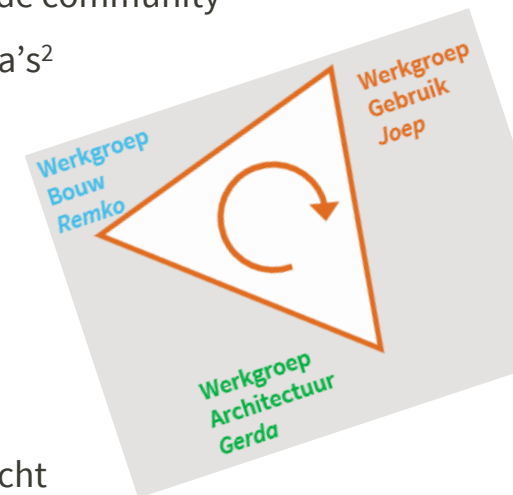 de community
a's²
Werkgroep
Bouw
Remko
Werkgroep
Gebruik
Joep
Werkgroep
Architectuur
Gerda
cht